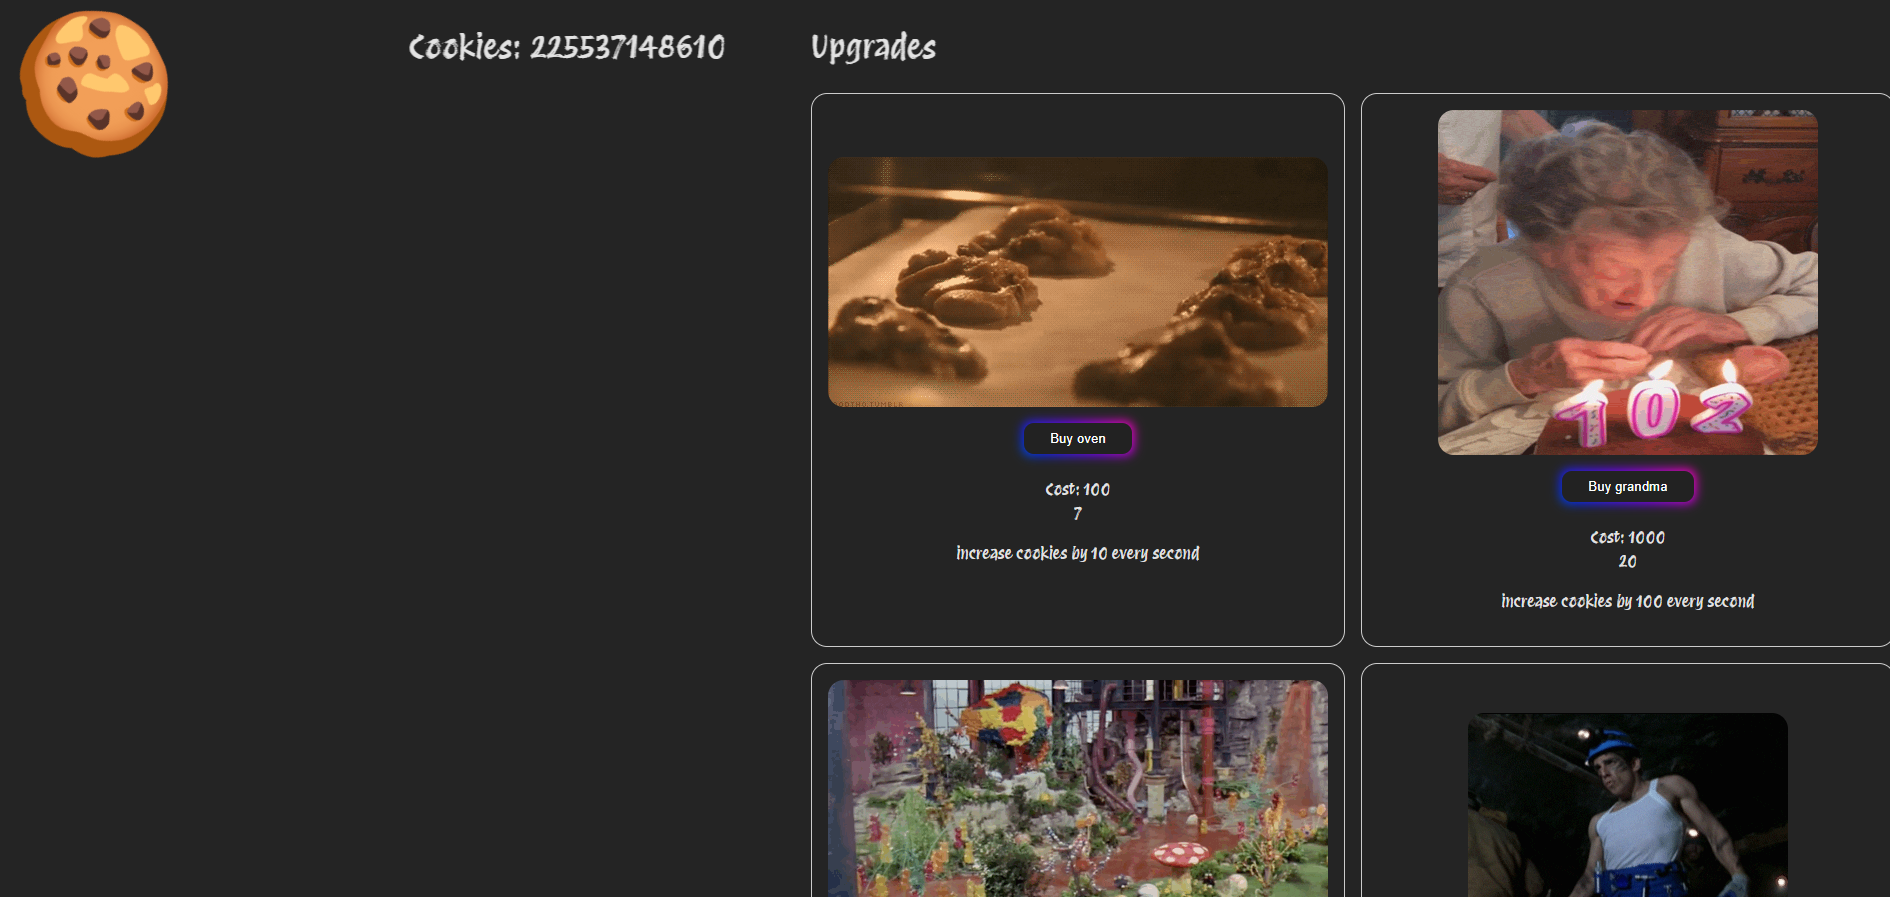 Cookies: 225537148610
Upgrades
Buy oven
Cost: 100
7
increase cookies by 10 every second
102
Buy grandma
Cost: 1000
20
increase cookies by 100 every second